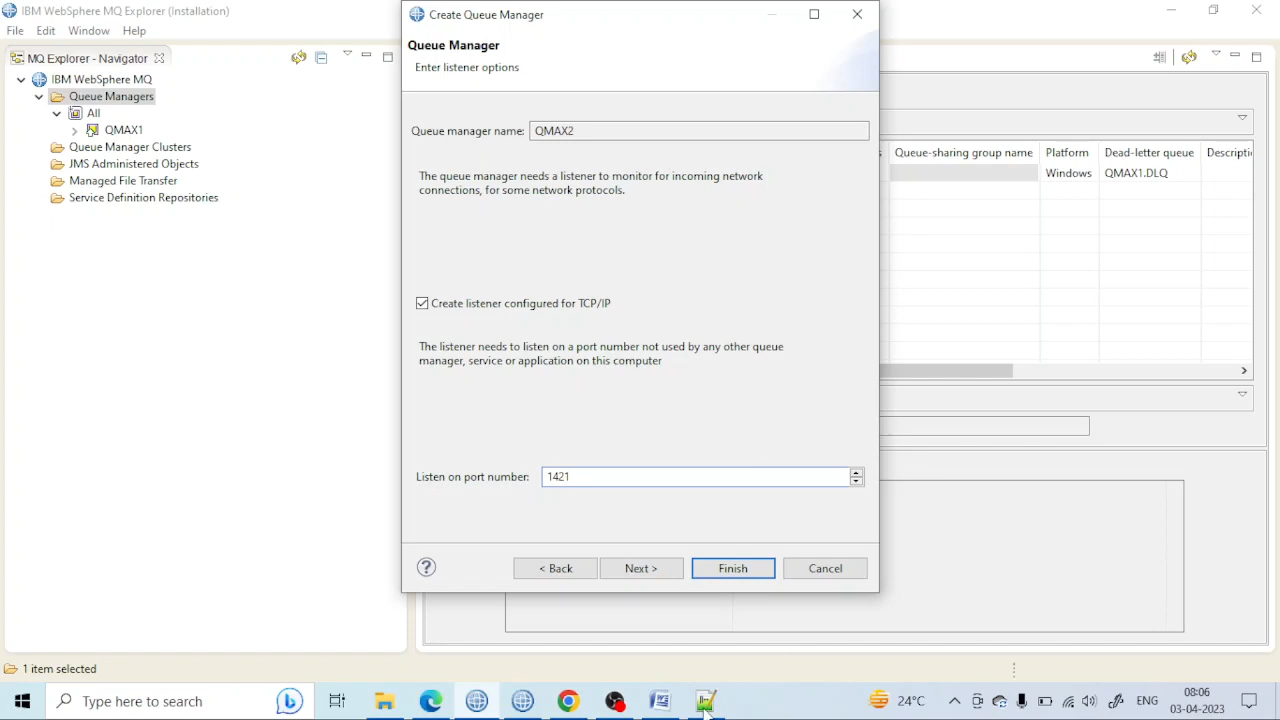 IBM WebSphere MQ Explorer (Installation)
File Edit Window Help
MQ Explorer - Navigator
IBM WebSphere MQ
Queue Managers
All
QMAX1
Queue Manager Clusters
JMS Administered Objects
Managed File Transfer
Service Definition Repositories
Create Queue Manager
Queue Manager
Enter listener options
Queue manager name: QMAX2
The queue manager needs a listener to monitor for incoming network
connections, for some network protocols.
Create listener configured for TCP/IP
The listener needs to listen on a port number not used by any other queue
manager, service or application on this computer
Listen on port number: 1421
< Back Next > Finish Cancel
Queue-sharing group name Platform Dead-letter queue Descripti
Windows QMAX1.DLQ
1 item selected
Type here to search
24°C
ENG
08:06
03-04-2023